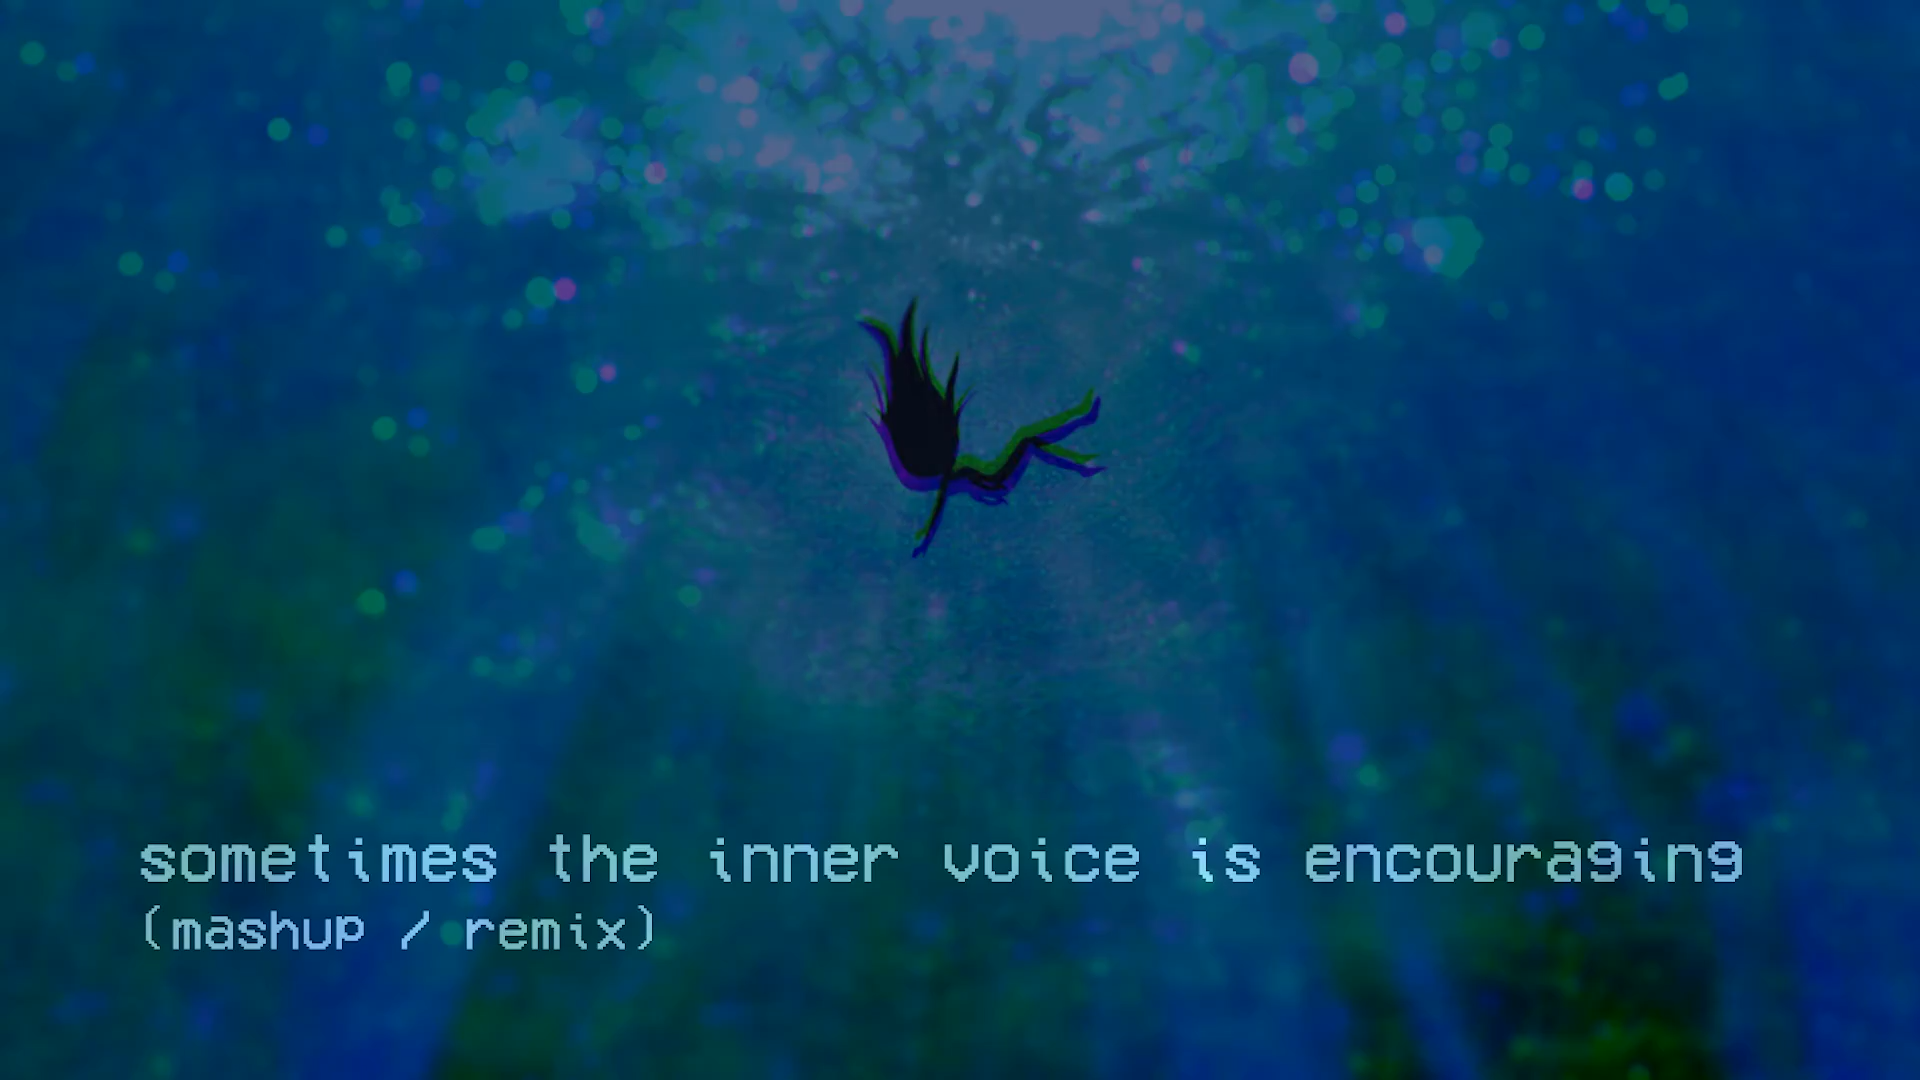 sometimes the inner voice is encouraging
(mashup / remix)